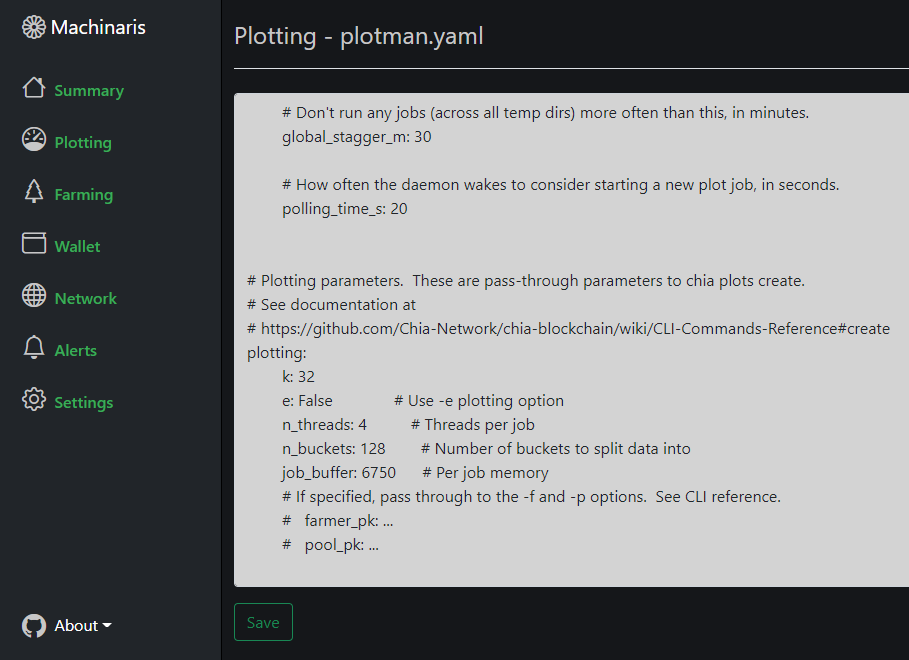 Machinaris
Summary
Plotting
Farming
Wallet
Network
Alerts
Settings
About
Plotting - plotman.yaml
# Don't run any jobs (across all temp dirs) more often than this, in minutes.
global_stagger_m: 30
# How often the daemon wakes to consider starting a new plot job, in seconds.
polling_time_s: 20
# Plotting parameters.  These are pass-through parameters to chia plots create.
# See documentation at
# https://github.com/Chia-Network/chia-blockchain/wiki/CLI-Commands-Reference#create
plotting:
k: 32
e: False # Use -e plotting option
n_threads: 4 # Threads per job
n_buckets: 128 # Number of buckets to split data into
job_buffer: 6750 # Per job memory
# If specified, pass through to the -f and -p options.  See CLI reference.
#   farmer_pk: ...
#   pool_pk: ...
Save